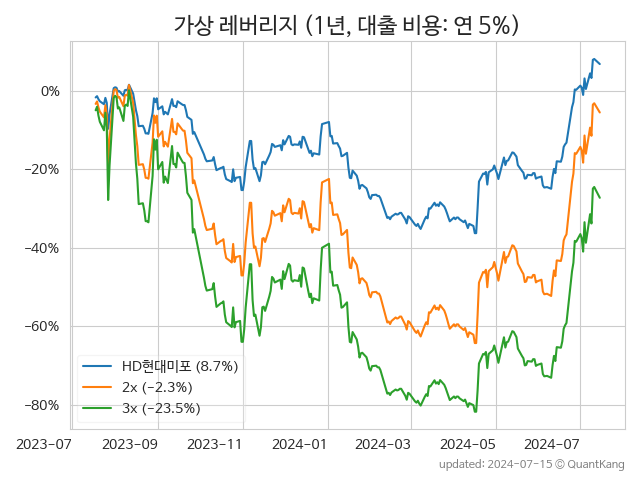 가상 레버리지 (1년, 대출 비용: 연 5%)
0%
−20%
−40%
−60%
−80%
HD현대미포 (8.7%)
2x (−2.3%)
3x (−23.5%)
2023-07 2023-09 2023-11 2024-01 2024-03 2024-05 2024-07
updated: 2024-07-15 © QuantKang